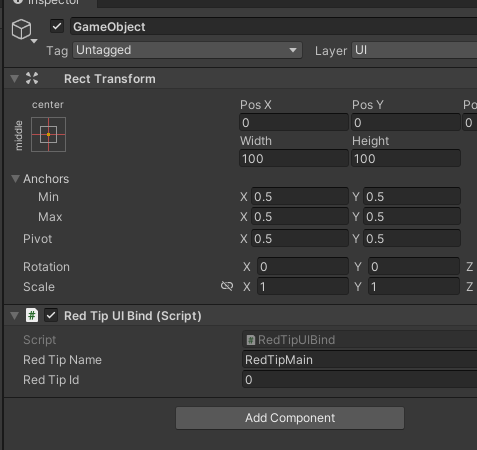 Inspector
GameObject
Tag Untagged Layer UI
Rect Transform
center
middle
Pos X Pos Y Po
0 0 0
Width Height
100 100
Anchors
Min X 0.5 Y 0.5
Max X 0.5 Y 0.5
Pivot X 0.5 Y 0.5
Rotation X 0 Y 0 Z
Scale X 1 Y 1 Z
# Red Tip UI Bind (Script)
Script # RedTipUIBind
Red Tip Name RedTipMain
Red Tip Id 0
Add Component